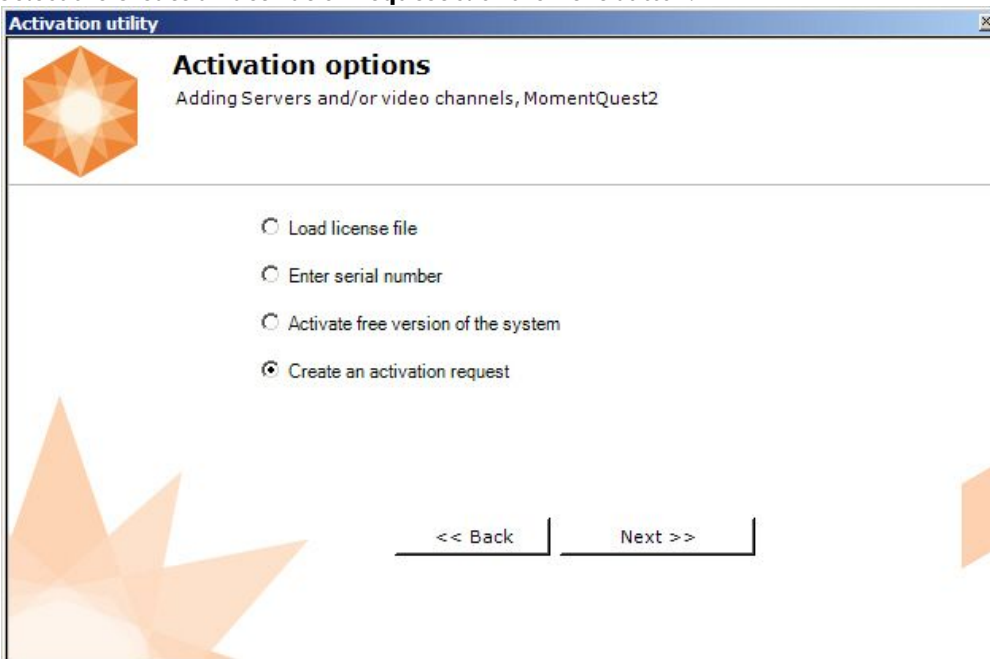 Activation utility
Activation options
Adding Servers and/or video channels, MomentQuest2
Load license file
Enter serial number
Activate free version of the system
Create an activation request
<< Back
Next >>